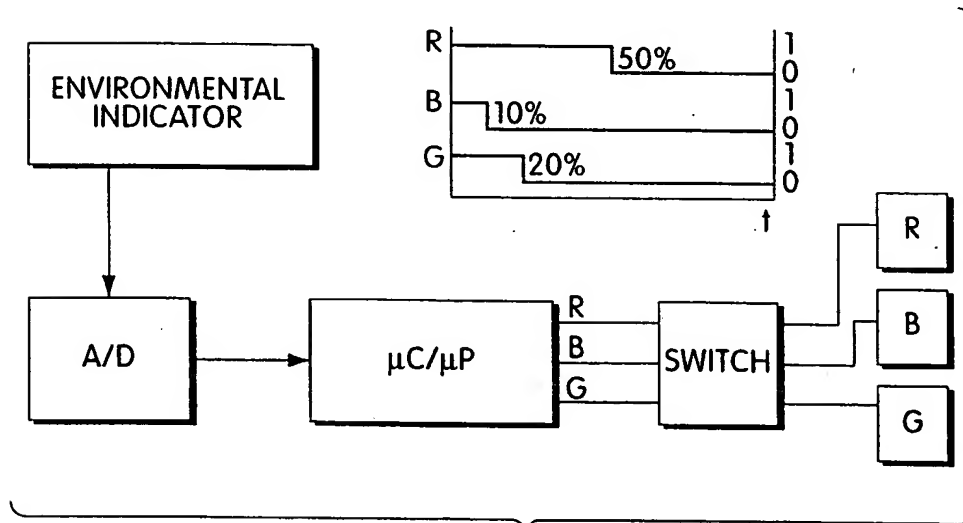 ENVIRONMENTAL
INDICATOR
R
50%
1
0
B
10%
1
0
G
20%
1
0
t
R
B
G
A/D
μC/μP
R
B
G
SWITCH